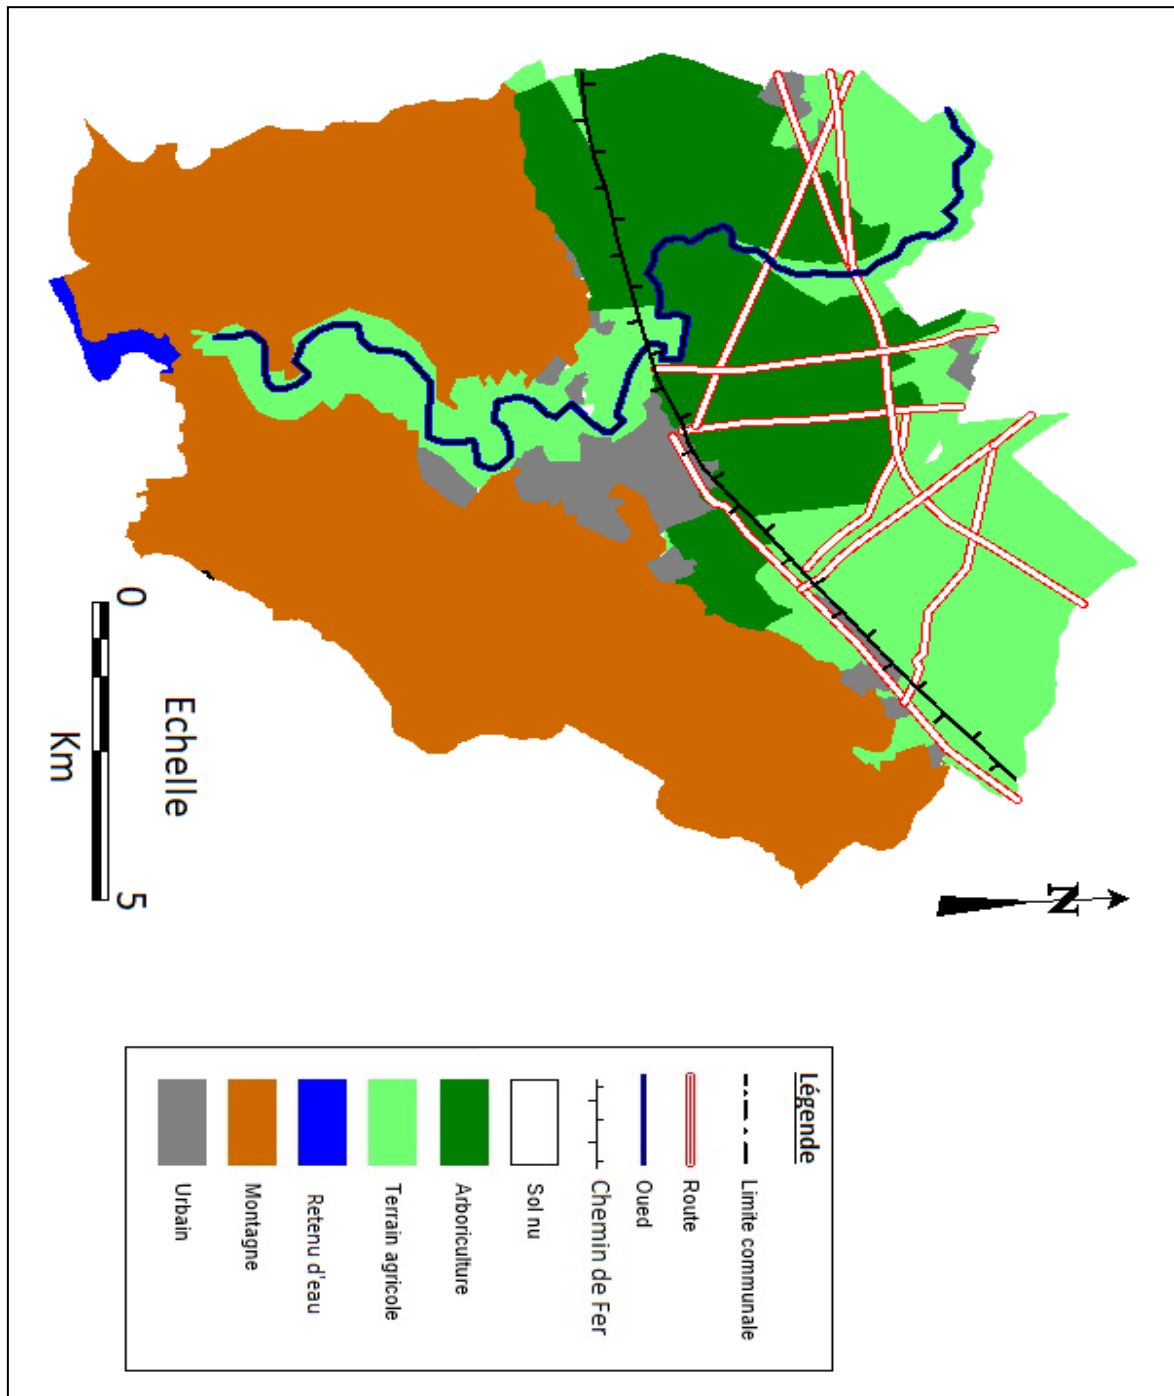 0
5
Echelle
Km
N
Légende
Limite communale
Route
Oued
Chemin de Fer
Sol nu
Arboriculture
Terrain agricole
Retenu d'eau
Montagne
Urbain